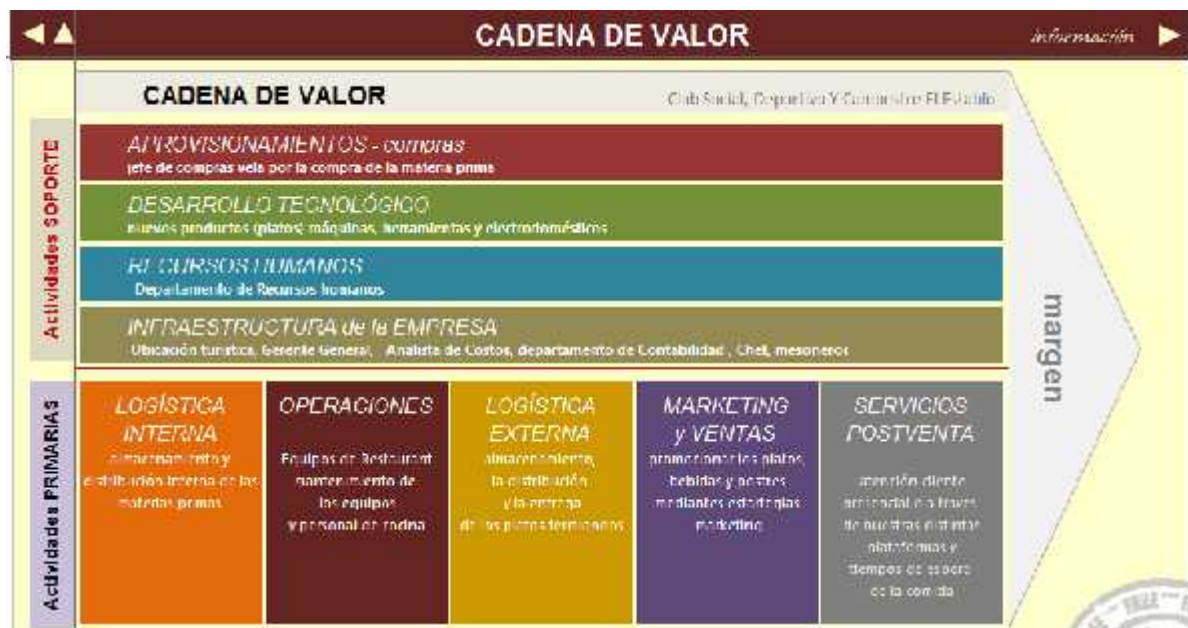 CADENA DE VALOR
información
CADENA DE VALOR
Club Social, Deportivo Y Campestre El Establo
Actividades SOPORTE
APROVISIONAMIENTOS - compras
jefe de compras vela por la compra de la materia prima
DESARROLLO TECNOLÓGICO
nuevos productos (platos) máquinas, herramientas y electrodomésticos
RECURSOS HUMANOS
Departamento de Recursos humanos
INFRAESTRUCTURA de la EMPRESA
Ubicación turística, Gerente General, Analista de Costos, departamento de Contabilidad , Chef, mesoneros
margen
Actividades PRIMARIAS
LOGÍSTICA
INTERNA
almacenamiento y
distribución interna de las
materias primas
OPERACIONES
Equipos de Restaurant
mantenimiento de
los equipos
y personal de cocina
LOGÍSTICA
EXTERNA
almacenamiento,
la distribución
y la entrega
de los platos terminados
MARKETING
y VENTAS
promocionar los platos,
bebidas y postres
mediantes estrategias
marketing
SERVICIOS
POSTVENTA
atención cliente
presencial o a traves
de nuestras distintas
plataformas y
tiempos de espera
de la comida